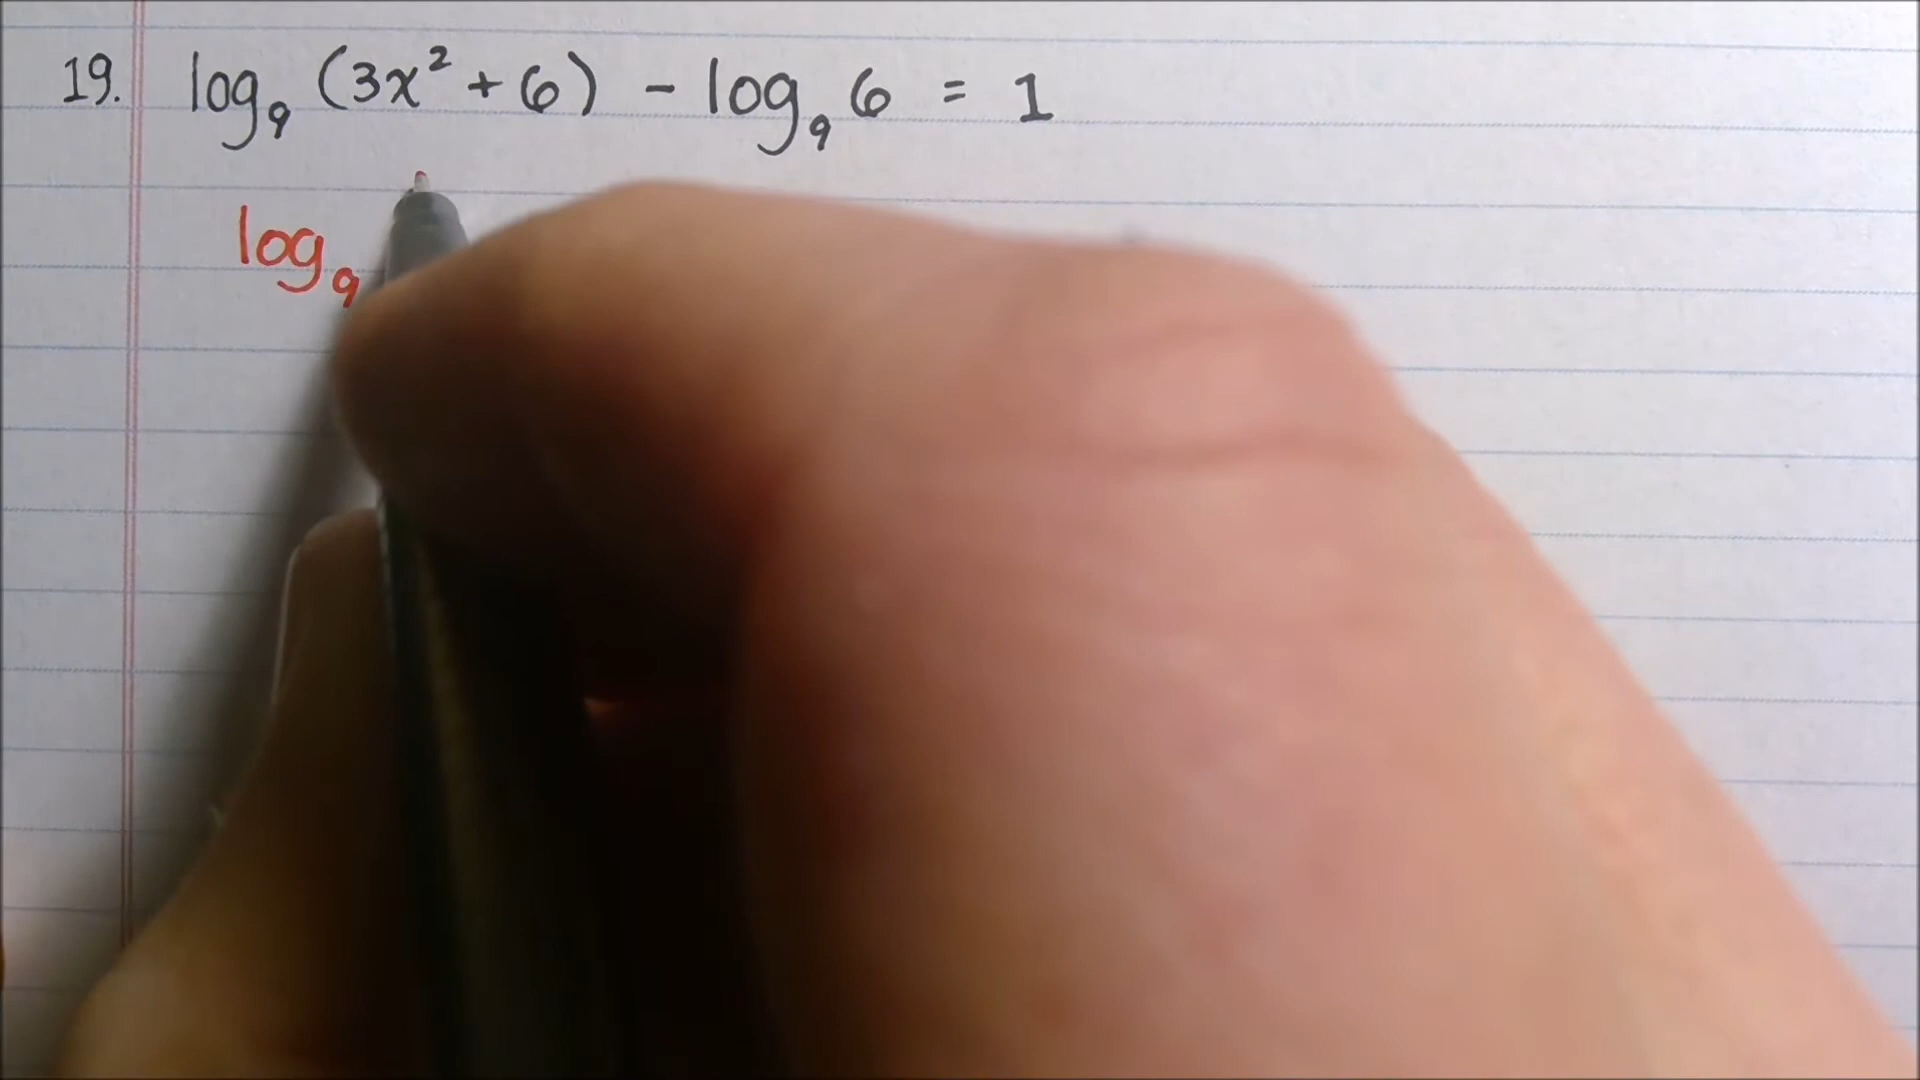 19. log₉ (3x² + 6) - log₉ 6 = 1
log₉